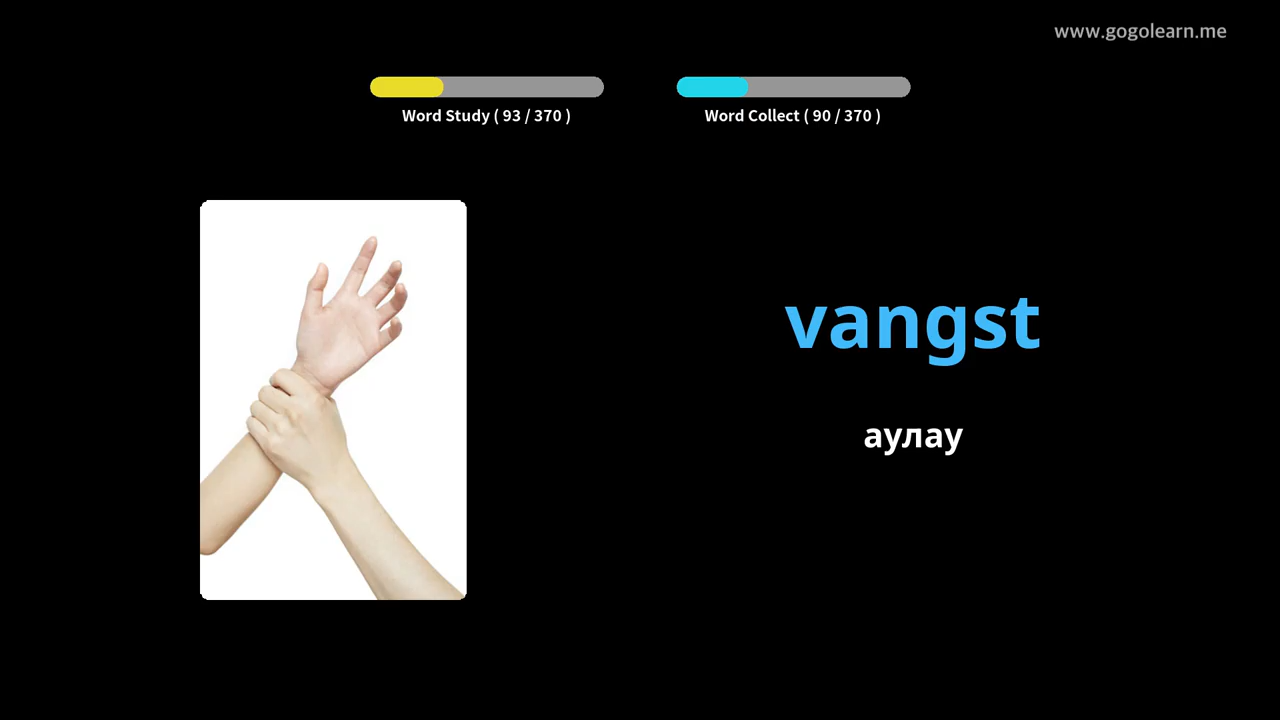 www.gogolearn.me
Word Study ( 93 / 370 )
Word Collect ( 90 / 370 )
vangst
аулау